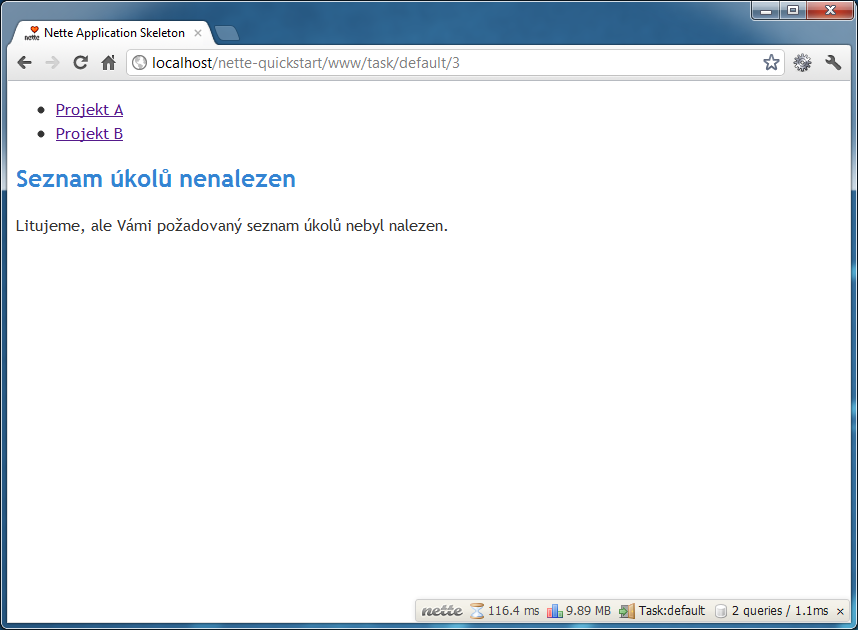 Nette Application Skeleton
localhost/nette-quickstart/www/task/default/3
Projekt A
Projekt B
Seznam úkolů nenalezen
Litujeme, ale Vámi požadovaný seznam úkolů nebyl nalezen.
nette 116.4 ms 9.89 MB Task:default 2 queries / 1.1ms ×